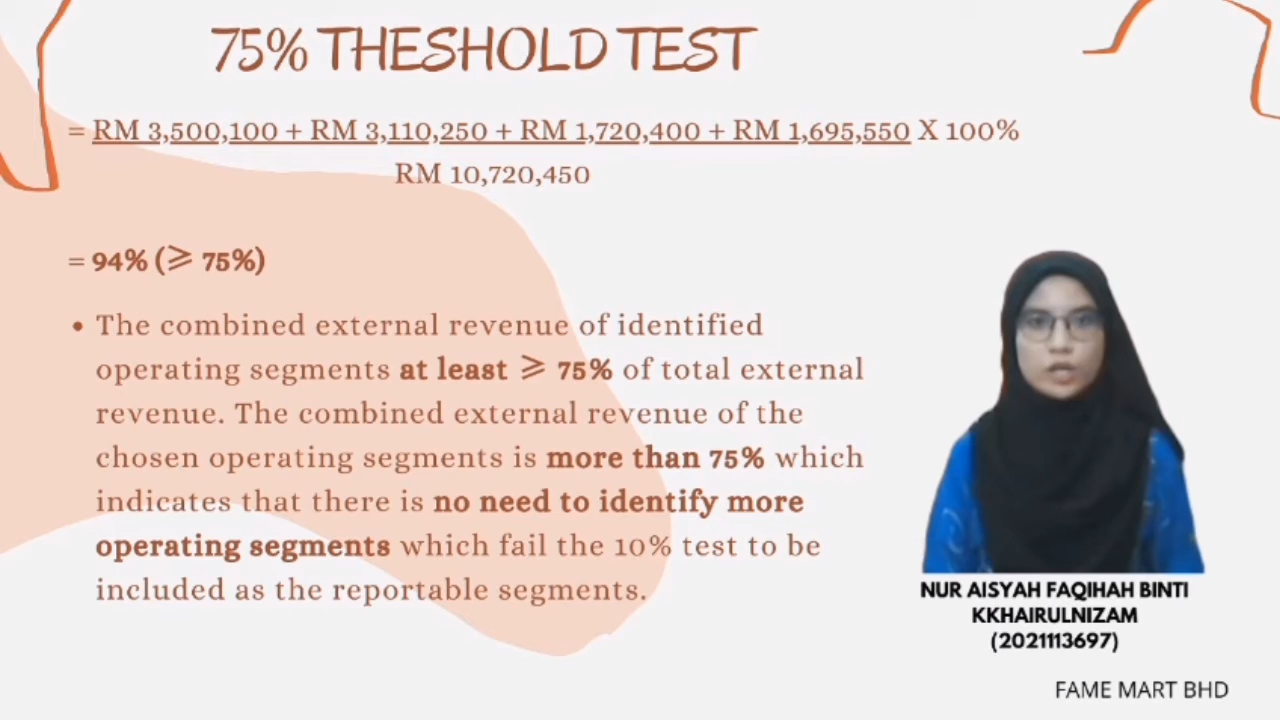 75% THESHOLD TEST
= RM 3,500,100 + RM 3,110,250 + RM 1,720,400 + RM 1,695,550 X 100%
RM 10,720,450
= 94% (⩾ 75%)
• The combined external revenue of identified
operating segments at least ⩾ 75% of total external
revenue. The combined external revenue of the
chosen operating segments is more than 75% which
indicates that there is no need to identify more
operating segments which fail the 10% test to be
included as the reportable segments.
NUR AISYAH FAQIHAH BINTI
KKHAIRULNIZAM
(2021113697)
FAME MART BHD